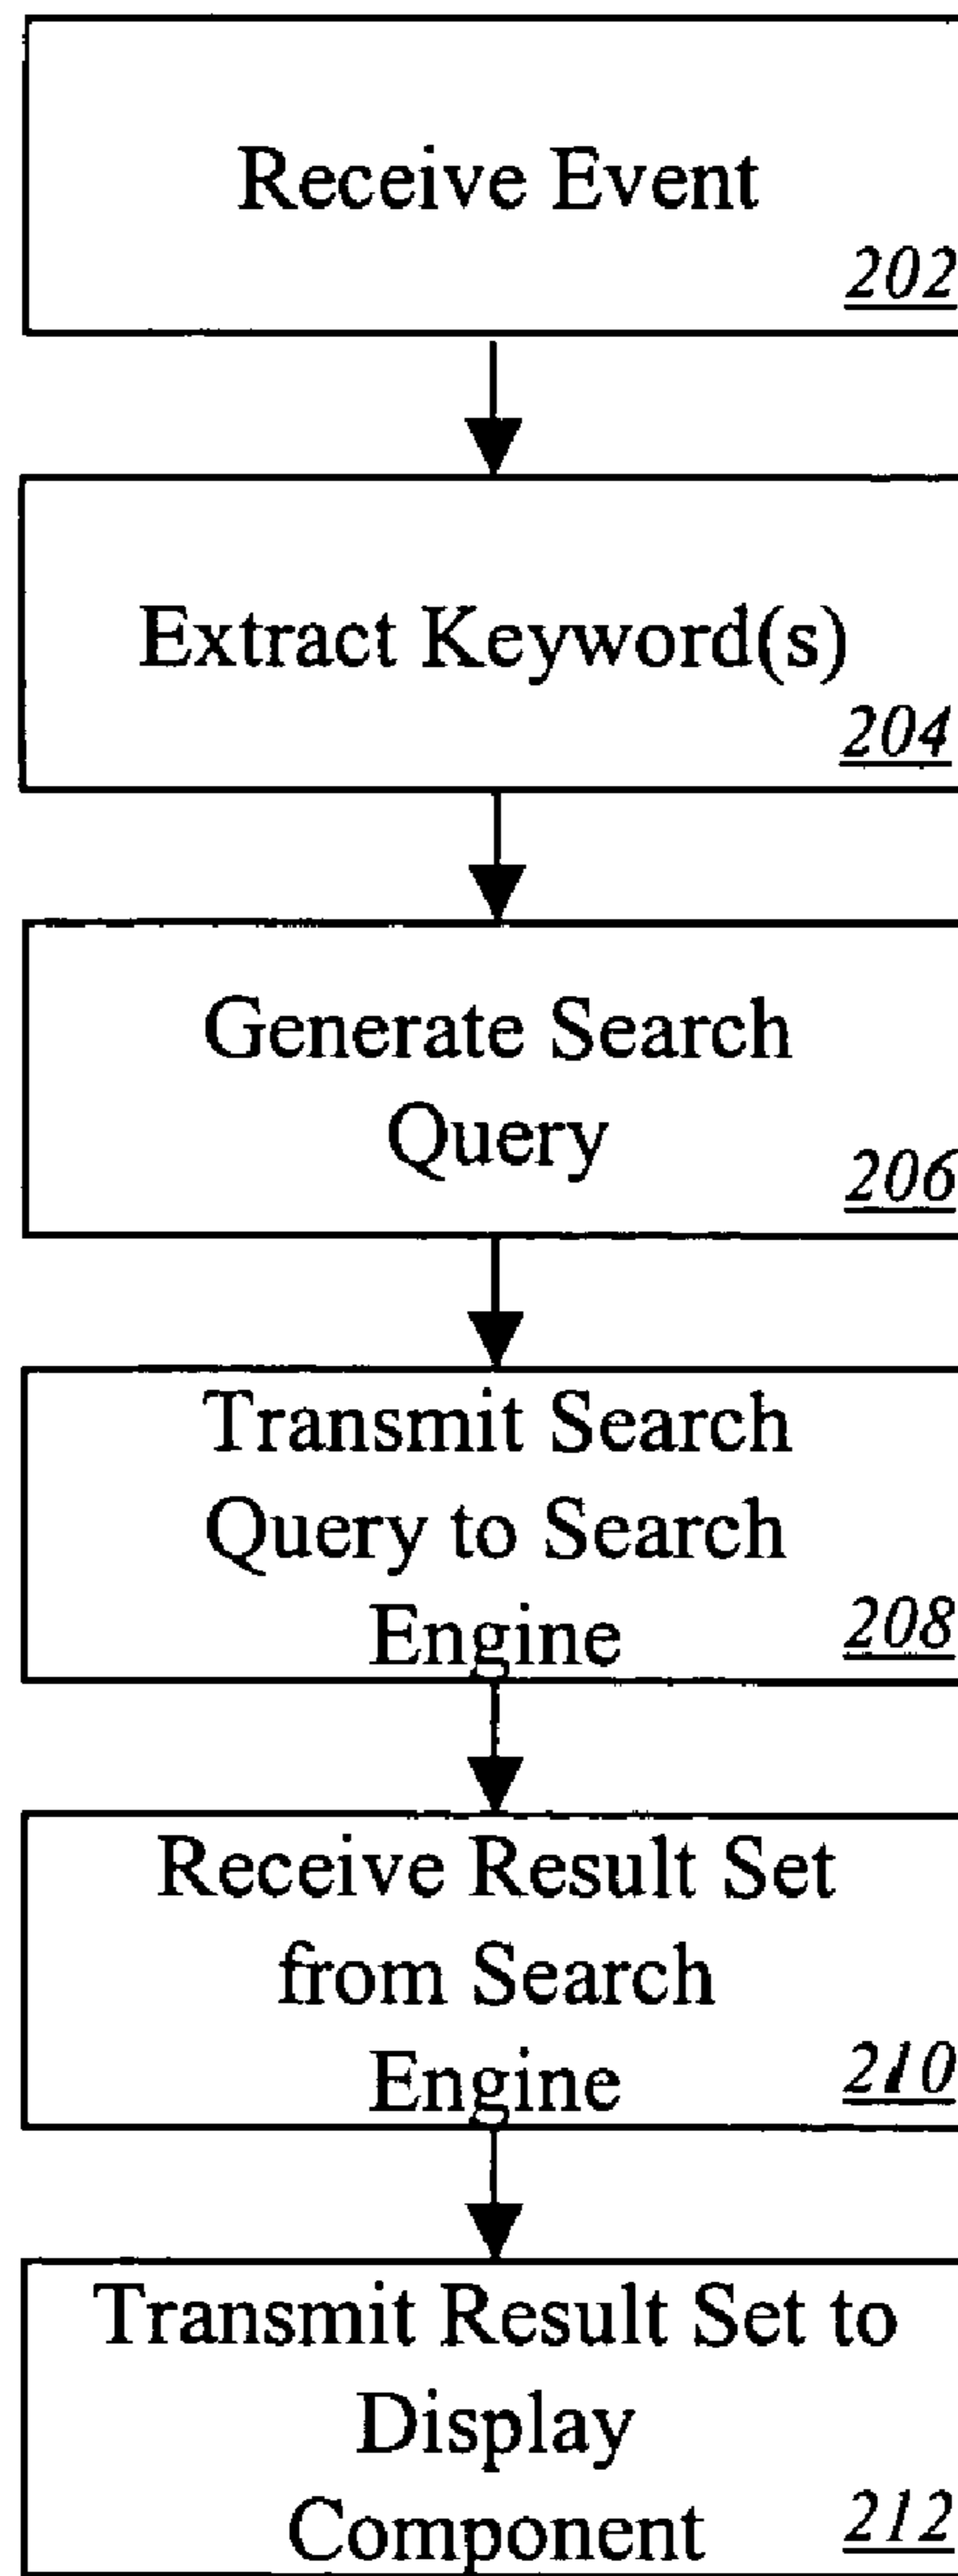 Receive Event
202
Extract Keyword(s)
204
Generate Search
Query
206
Transmit Search
Query to Search
Engine
208
Receive Result Set
from Search
Engine
210
Transmit Result Set to
Display
Component
212